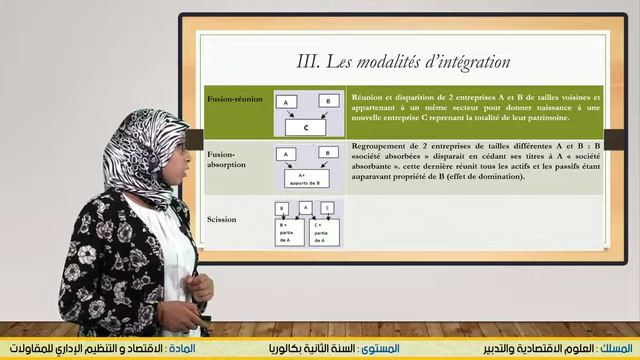 III. Les modalités d'intégration
Fusion-réunion
A
B
C
Réunion et disparition de 2 entreprises A et B de tailles voisines et
appartenant à un même secteur pour donner naissance à une
nouvelle entreprise C reprenant la totalité de leur patrimoine.
Fusion-
absorption
A
B
A+
apports de B
Regroupement de 2 entreprises de tailles différentes A et B : B
«société absorbées» disparait en cédant ses titres à A « société
absorbante ». cette dernière réunit tous les actifs et les passifs étant
auparavant propriété de B (effet de domination).
Scission
B
A
C
B +
partie
de A
C +
partie
de A
المسلك : العلوم الاقتصادية والتدبير
المستوى : السنة الثانية بكالوريا
المادة : الاقتصاد و التنظيم الإداري للمقاولات